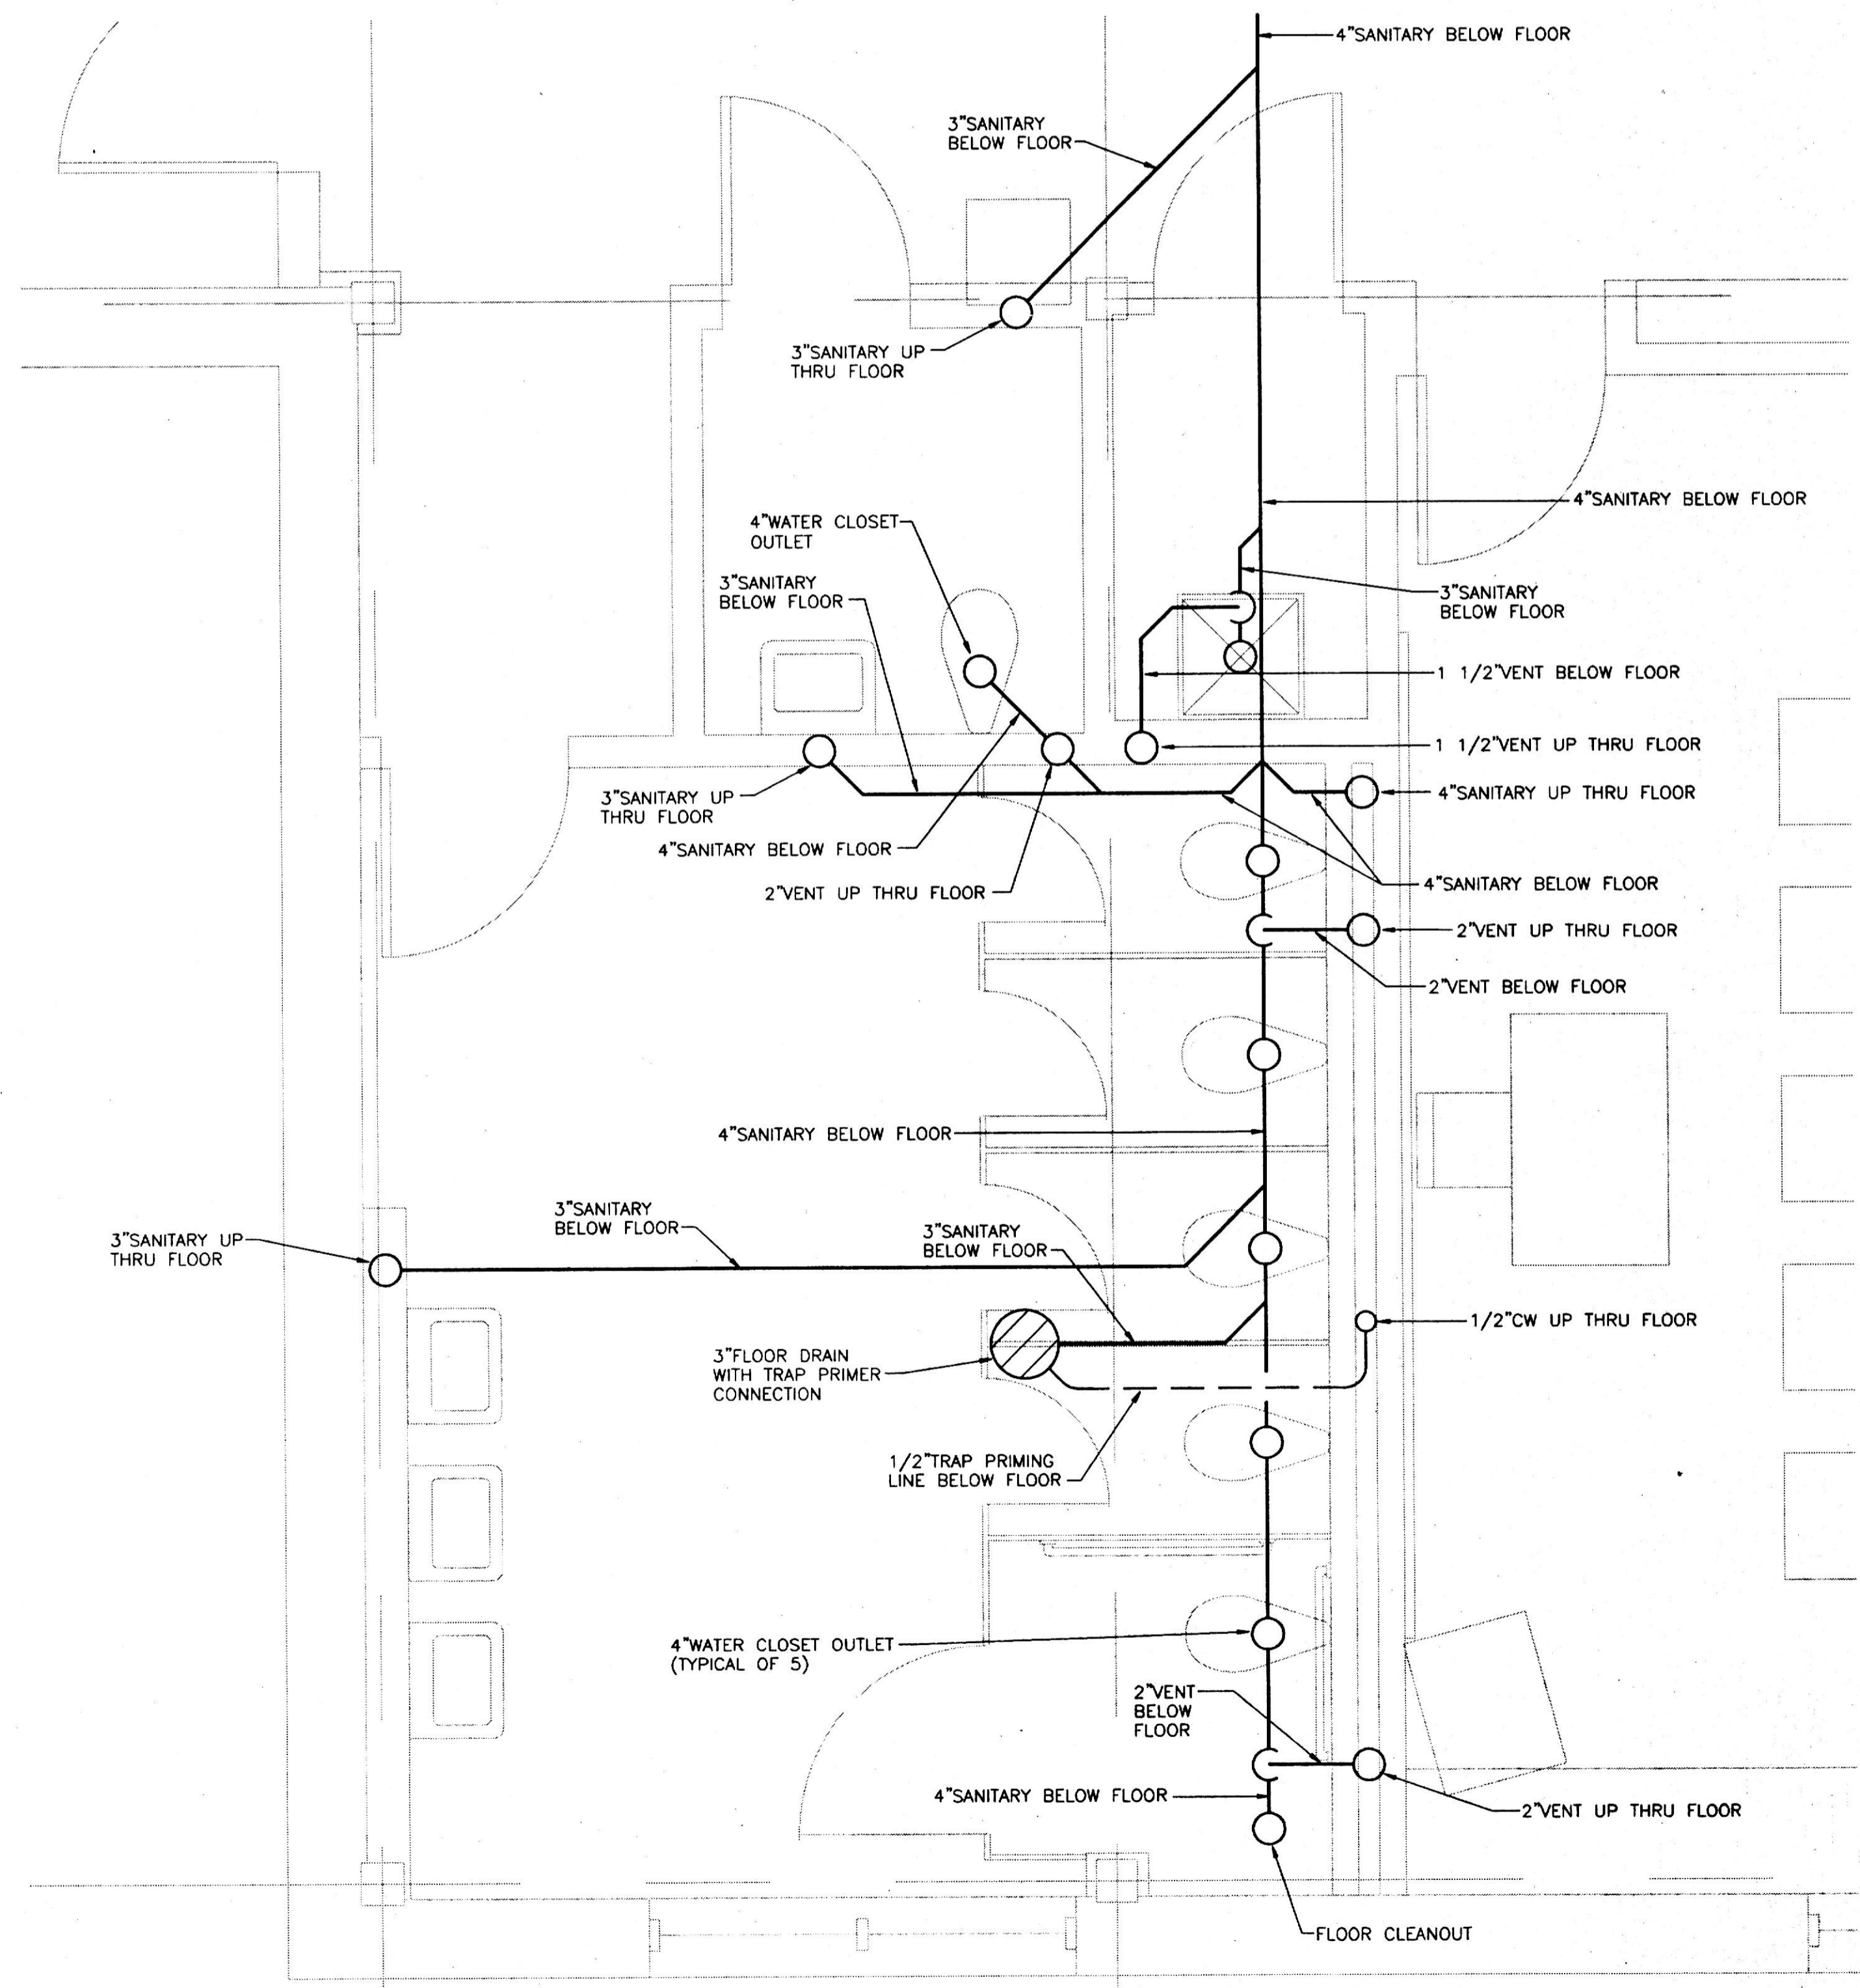 4"SANITARY BELOW FLOOR
3"SANITARY
BELOW FLOOR
3"SANITARY UP
THRU FLOOR
4"SANITARY BELOW FLOOR
4"WATER CLOSET
OUTLET
3"SANITARY
BELOW FLOOR
3"SANITARY
BELOW FLOOR
1 1/2"VENT BELOW FLOOR
1 1/2"VENT UP THRU FLOOR
3"SANITARY UP
THRU FLOOR
4"SANITARY UP THRU FLOOR
4"SANITARY BELOW FLOOR
2"VENT UP THRU FLOOR
4"SANITARY BELOW FLOOR
2"VENT UP THRU FLOOR
2"VENT BELOW FLOOR
4"SANITARY BELOW FLOOR
3"SANITARY UP
THRU FLOOR
3"SANITARY
BELOW FLOOR
3"SANITARY
BELOW FLOOR
1/2"CW UP THRU FLOOR
3"FLOOR DRAIN
WITH TRAP PRIMER
CONNECTION
1/2"TRAP PRIMING
LINE BELOW FLOOR
4"WATER CLOSET OUTLET
(TYPICAL OF 5)
2"VENT
BELOW
FLOOR
4"SANITARY BELOW FLOOR
2"VENT UP THRU FLOOR
FLOOR CLEANOUT